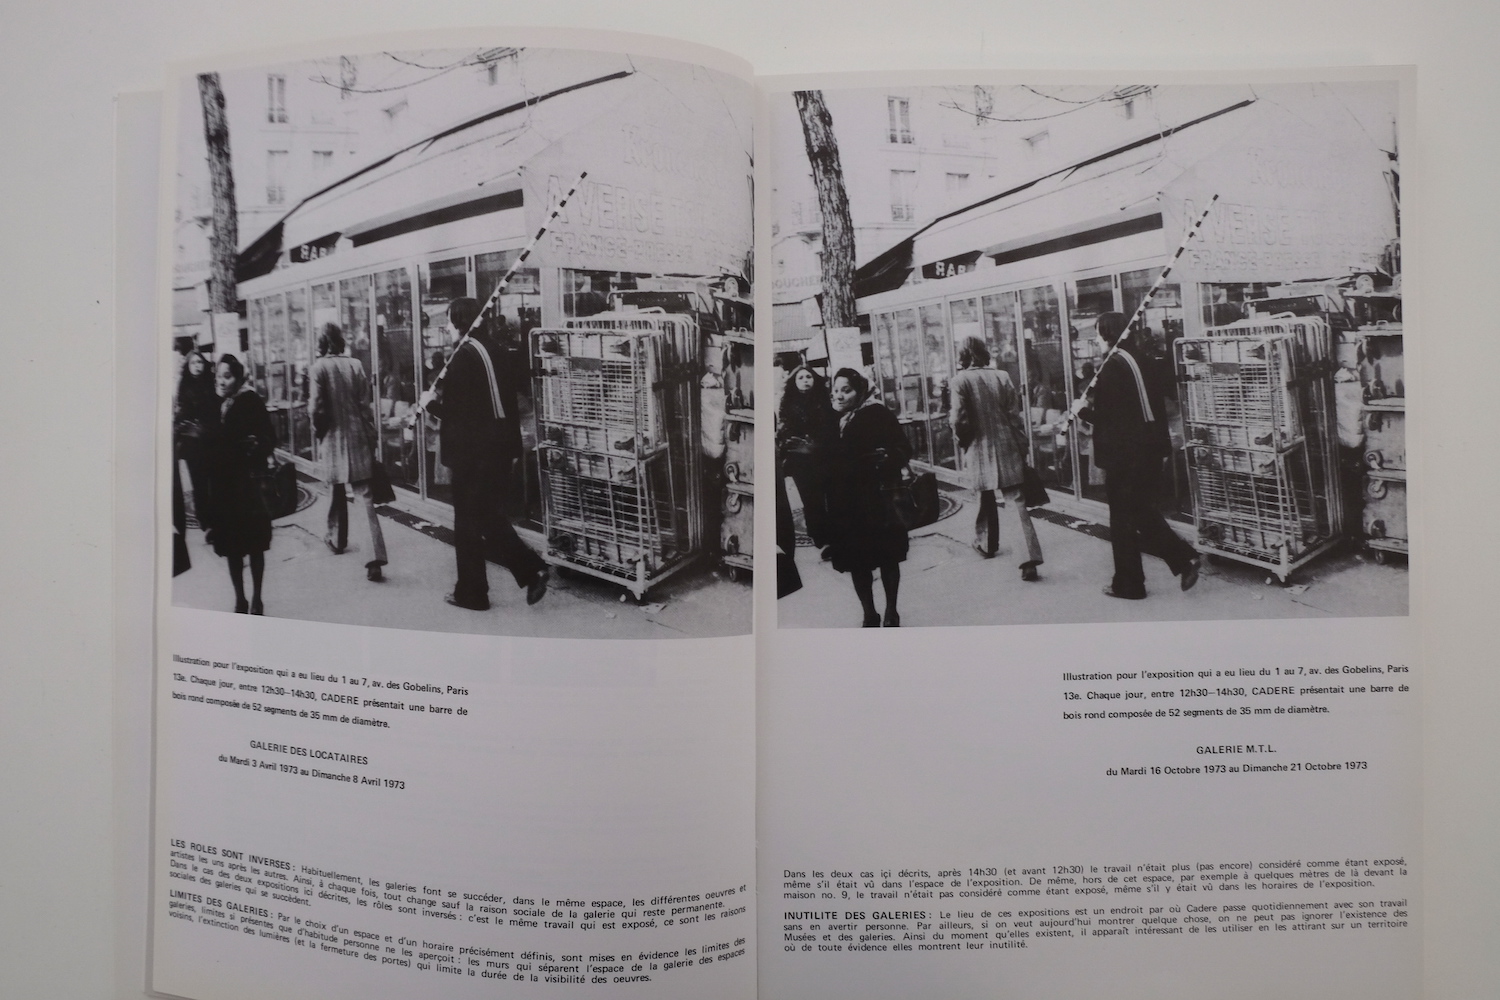 BAR
A VERSE
Illustration pour l'exposition qui a eu lieu du 1 au 7, av. des Gobelins, Paris
13e. Chaque jour, entre 12h30–14h30, CADERE présentait une barre de
bois rond composée de 52 segments de 35 mm de diamètre.
GALERIE DES LOCATAIRES
du Mardi 3 Avril 1973 au Dimanche 8 Avril 1973
LES ROLES SONT INVERSES : Habituellement, les galeries font se succéder, dans le même espace, les différentes oeuvres et
artistes les uns après les autres. Ainsi, à chaque fois, tout change sauf la raison sociale de la galerie qui reste permanente.
Dans le cas des deux expositions ici décrites, les rôles sont inversés : c'est le même travail qui est exposé, ce sont les raisons
sociales des galeries qui se succèdent.
LIMITES DES GALERIES : Par le choix d'un espace et d'un horaire précisément définis, sont mises en évidence les limites des
galeries, limites si présentes que d'habitude personne ne les aperçoit : les murs qui séparent l'espace de la galerie des espaces
voisins, l'extinction des lumières (et la fermeture des portes) qui limite la durée de la visibilité des oeuvres.
BAR
A VERSE
Illustration pour l'exposition qui a eu lieu du 1 au 7, av. des Gobelins, Paris
13e. Chaque jour, entre 12h30–14h30, CADERE présentait une barre de
bois rond composée de 52 segments de 35 mm de diamètre.
GALERIE M.T.L.
du Mardi 16 Octobre 1973 au Dimanche 21 Octobre 1973
Dans les deux cas içi décrits, après 14h30 (et avant 12h30) le travail n'était plus (pas encore) considéré comme étant exposé,
même s'il était vû dans l'espace de l'exposition. De même, hors de cet espace, par exemple à quelques mètres de là devant la
maison no. 9, le travail n'était pas considéré comme étant exposé, même s'il y était vû dans les horaires de l'exposition.
INUTILITE DES GALERIES : Le lieu de ces expositions est un endroit par où Cadere passe quotidiennement avec son travail
sans en avertir personne. Par ailleurs, si on veut aujourd'hui montrer quelque chose, on ne peut pas ignorer l'existence des
Musées et des galeries. Ainsi du moment qu'elles existent, il apparaît intéressant de les utiliser en les attirant sur un territoire
où de toute évidence elles montrent leur inutilité.